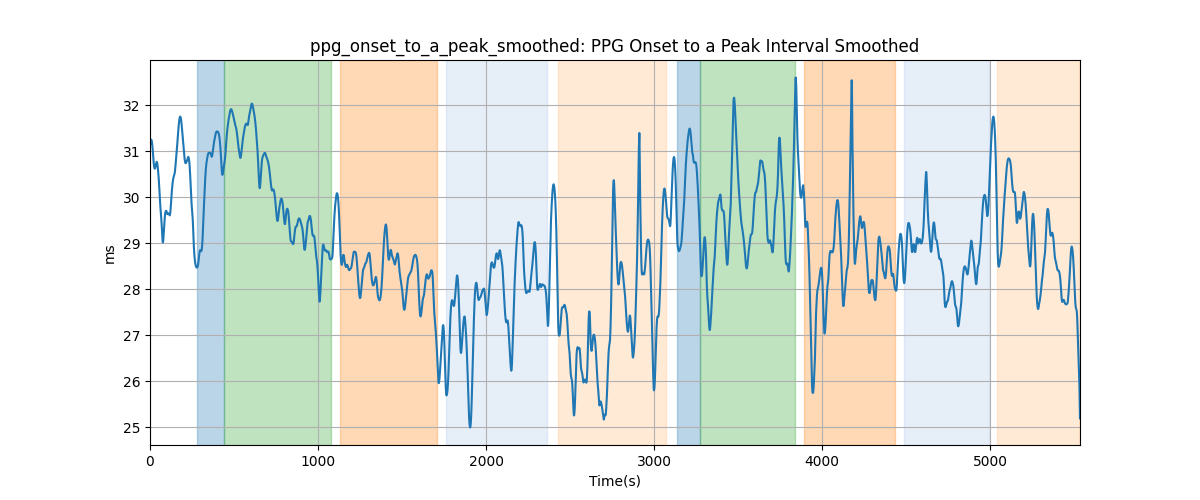 ppg_onset_to_a_peak_smoothed: PPG Onset to a Peak Interval Smoothed
32
31
30
29
28
27
26
25
ms
0 1000 2000 3000 4000 5000
Time(s)